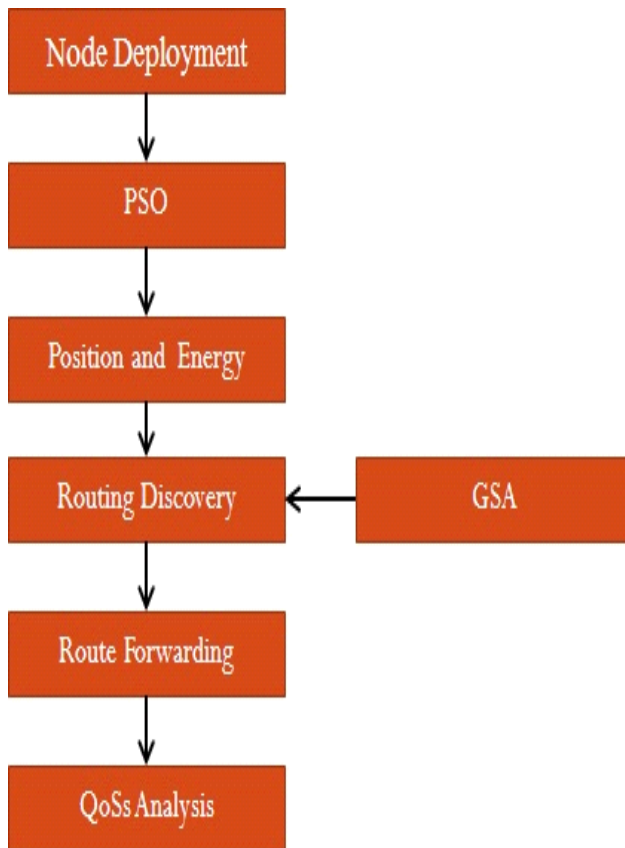 Node Deployment
PSO
Position and Energy
Routing Discovery
GSA
Route Forwarding
QoSs Analysis